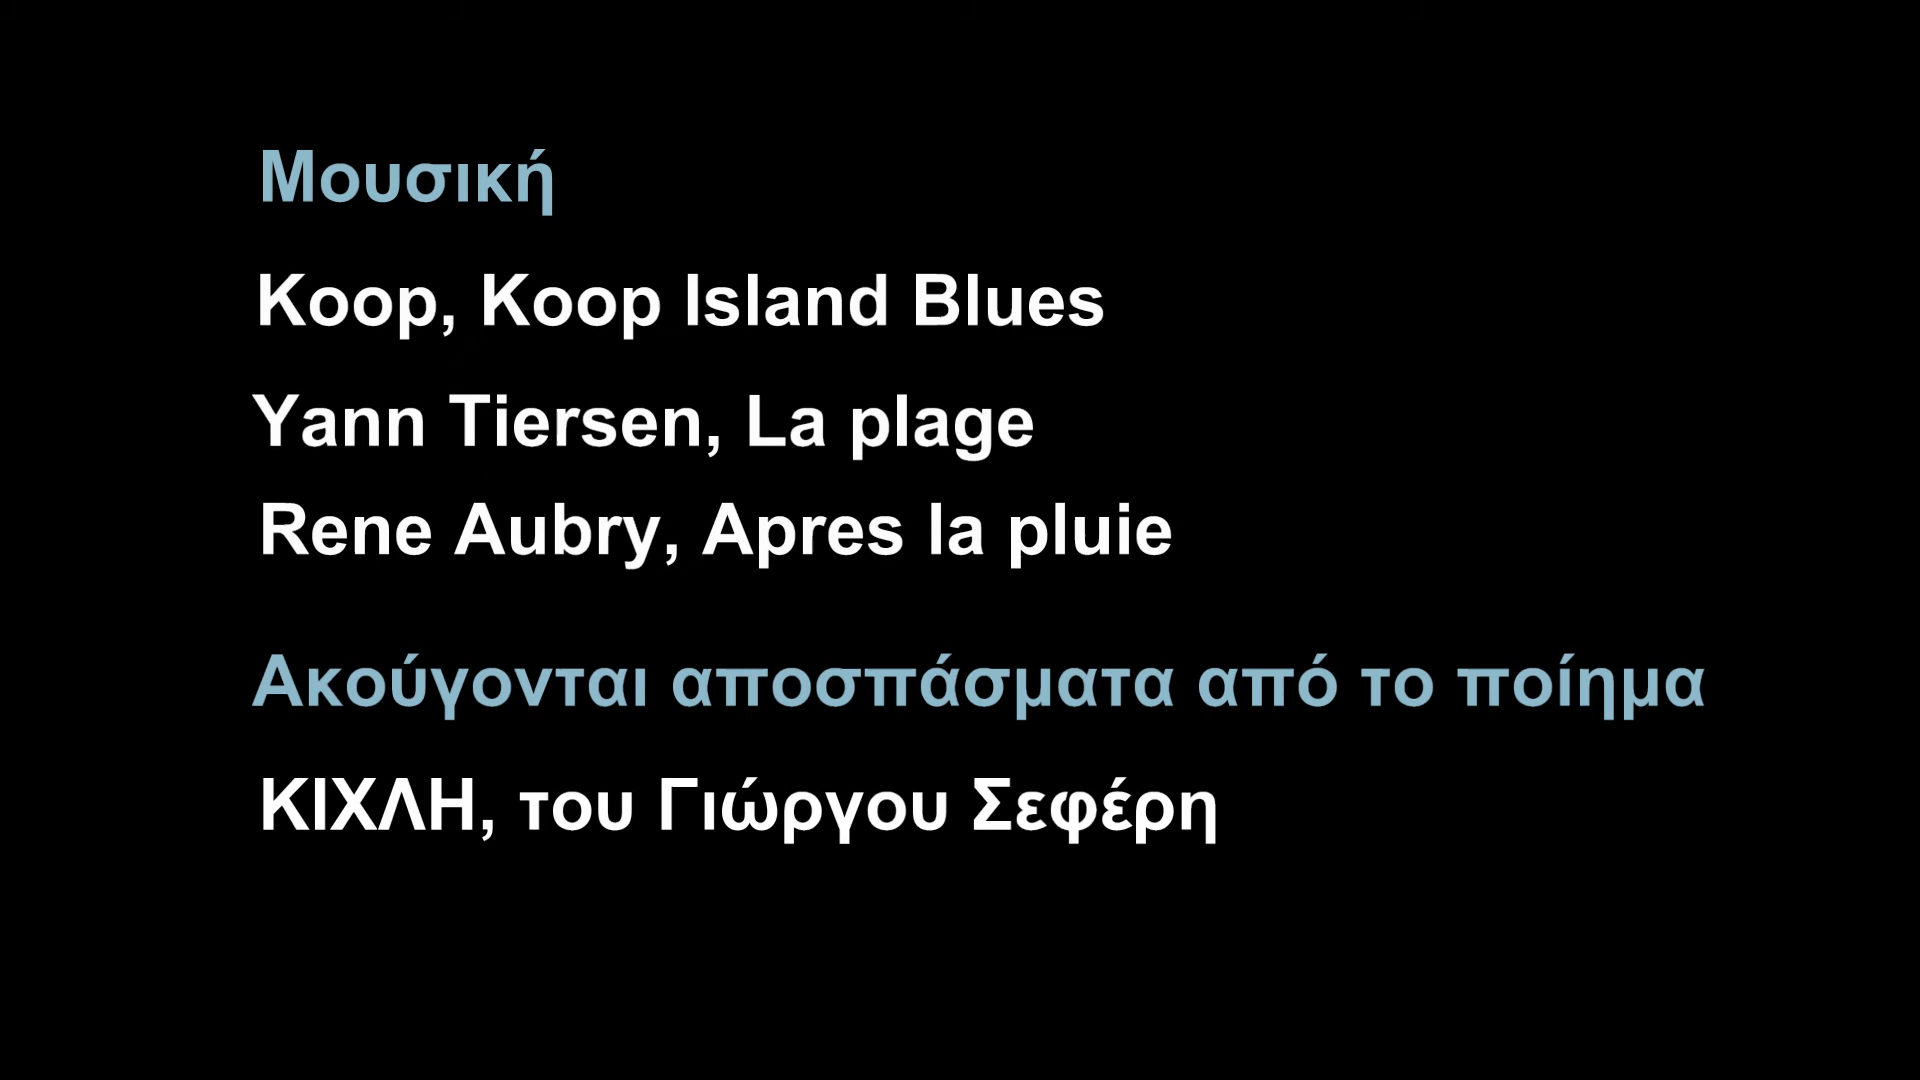 Μουσική
Koop, Koop Island Blues
Yann Tiersen, La plage
Rene Aubry, Apres la pluie
Ακούγονται αποσπάσματα από το ποίημα
ΚΙΧΛΗ, του Γιώργου Σεφέρη